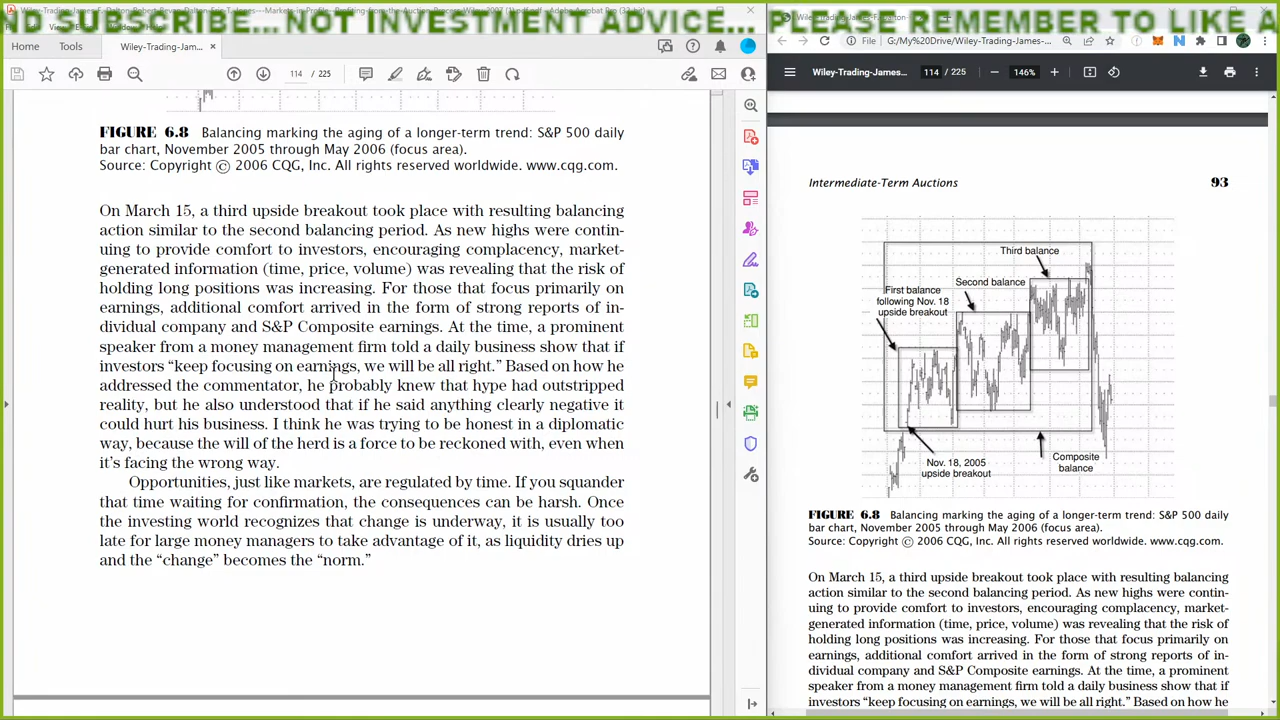 HE SCRIBE... NOT INVESTMENT ADVICE... PLEASE REMEMBER TO LIKE A
Home Tools Wiley-Trading-Jam... ×
114 / 225
FIGURE 6.8 Balancing marking the aging of a longer-term trend: S&P 500 daily
bar chart, November 2005 through May 2006 (focus area).
Source: Copyright © 2006 CQG, Inc. All rights reserved worldwide. www.cqg.com.
On March 15, a third upside breakout took place with resulting balancing
action similar to the second balancing period. As new highs were contin-
uing to provide comfort to investors, encouraging complacency, market-
generated information (time, price, volume) was revealing that the risk of
holding long positions was increasing. For those that focus primarily on
earnings, additional comfort arrived in the form of strong reports of in-
dividual company and S&P Composite earnings. At the time, a prominent
speaker from a money management firm told a daily business show that if
investors “keep focusing on earnings, we will be all right.” Based on how he
addressed the commentator, he probably knew that hype had outstripped
reality, but he also understood that if he said anything clearly negative it
could hurt his business. I think he was trying to be honest in a diplomatic
way, because the will of the herd is a force to be reckoned with, even when
it’s facing the wrong way.
Opportunities, just like markets, are regulated by time. If you squander
that time waiting for confirmation, the consequences can be harsh. Once
the investing world recognizes that change is underway, it is usually too
late for large money managers to take advantage of it, as liquidity dries up
and the “change” becomes the “norm.”
File G:/My%20Drive/Wiley-Trading-James-...
Wiley-Trading-James... 114 / 225 146%
Intermediate-Term Auctions 93
Third balance
Second balance
First balance
following Nov. 18
upside breakout
Nov. 18, 2005
upside breakout
Composite
balance
FIGURE 6.8 Balancing marking the aging of a longer-term trend: S&P 500 daily
bar chart, November 2005 through May 2006 (focus area).
Source: Copyright © 2006 CQG, Inc. All rights reserved worldwide. www.cqg.com.
On March 15, a third upside breakout took place with resulting balancing
action similar to the second balancing period. As new highs were contin-
uing to provide comfort to investors, encouraging complacency, market-
generated information (time, price, volume) was revealing that the risk of
holding long positions was increasing. For those that focus primarily on
earnings, additional comfort arrived in the form of strong reports of in-
dividual company and S&P Composite earnings. At the time, a prominent
speaker from a money management firm told a daily business show that if
investors “keep focusing on earnings, we will be all right.” Based on how he